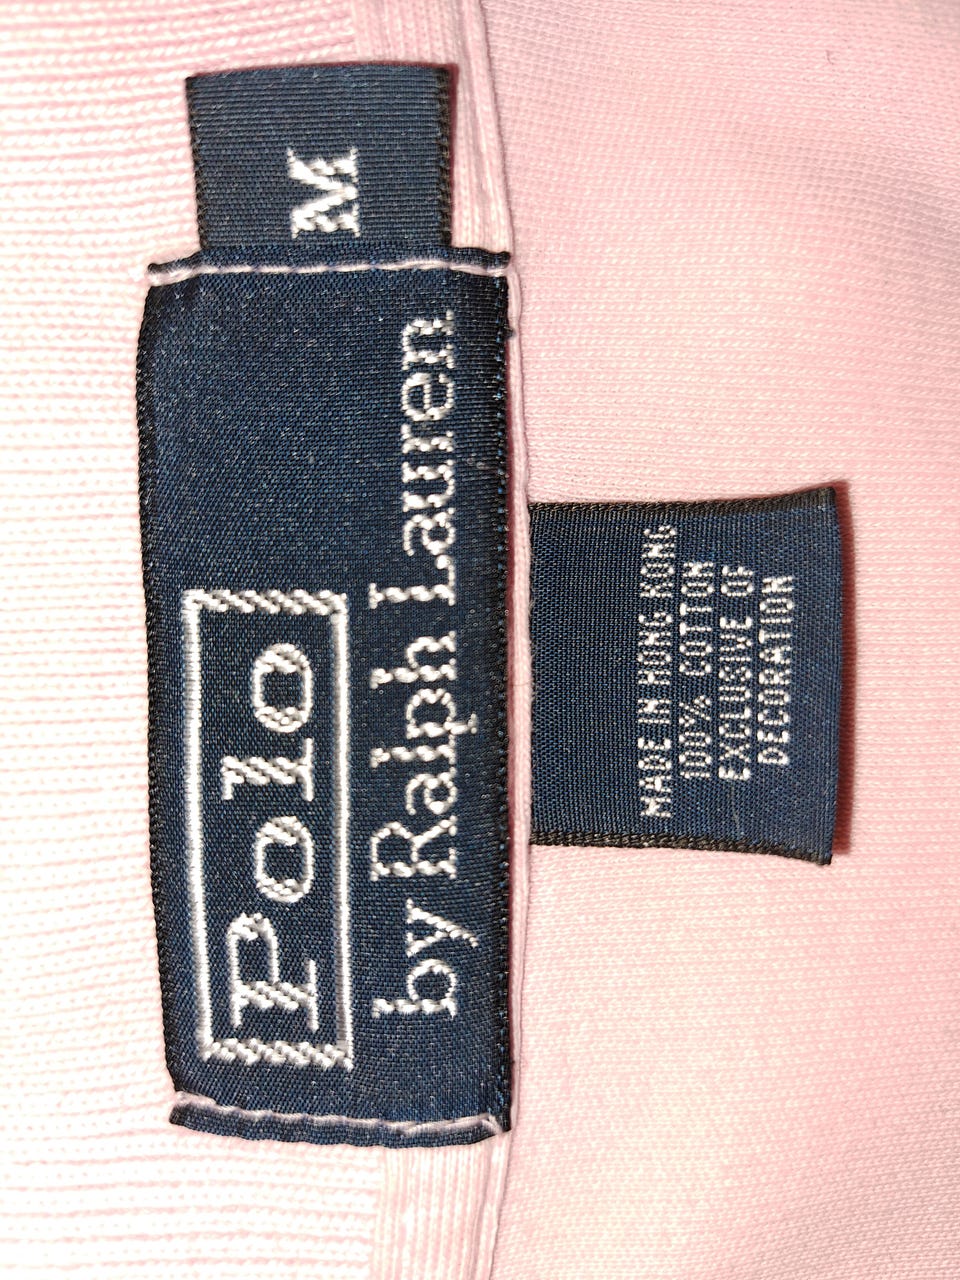 Polo
by Ralph Lauren
M
MADE IN HONG KONG
100% COTTON
EXCLUSIVE OF
DECORATION